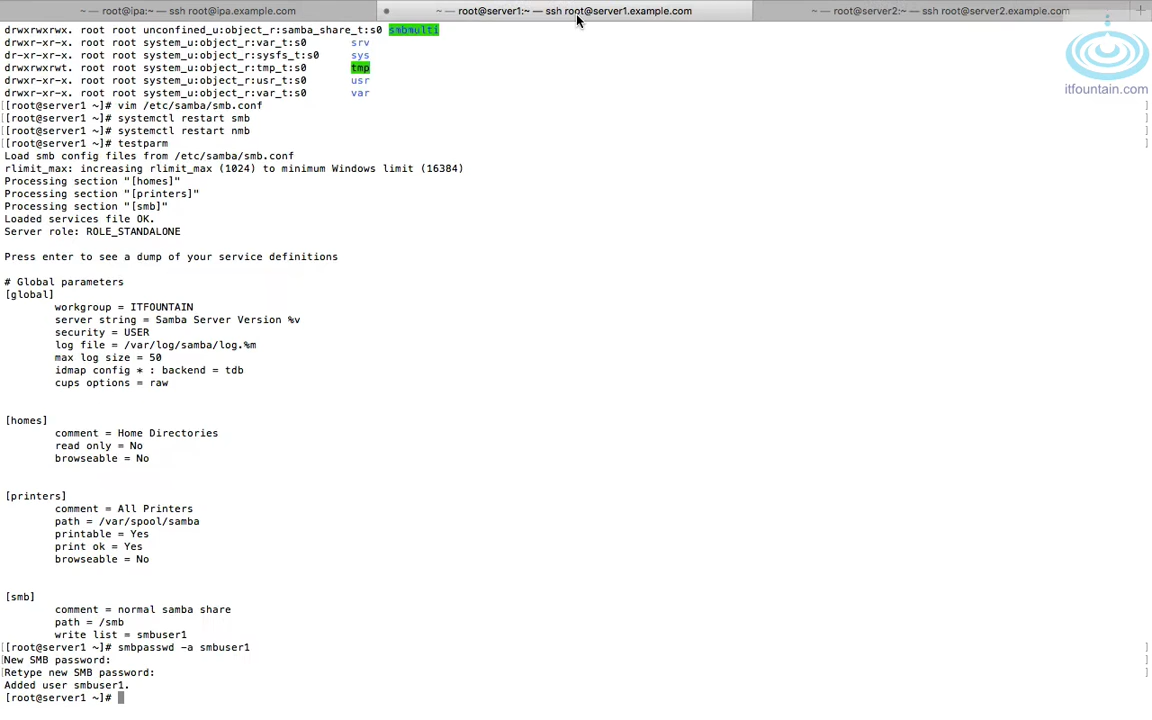 ~ — root@ipa:~ — ssh root@ipa.example.com
~ — root@server1:~ — ssh root@server1.example.com
~ — root@server2:~ — ssh root@server2.example.com
+
drwxrwxrwx. root root unconfined_u:object_r:samba_share_t:s0 smbmulti
drwxr-xr-x. root root system_u:object_r:var_t:s0 srv
dr-xr-xr-x. root root system_u:object_r:sysfs_t:s0 sys
drwxrwxrwt. root root system_u:object_r:tmp_t:s0 tmp
drwxr-xr-x. root root system_u:object_r:usr_t:s0 usr
drwxr-xr-x. root root system_u:object_r:var_t:s0 var
itfountain.com
[[root@server1 ~]# vim /etc/samba/smb.conf ]
[[root@server1 ~]# systemctl restart smb ]
[[root@server1 ~]# systemctl restart nmb ]
[[root@server1 ~]# testparm ]
Load smb config files from /etc/samba/smb.conf
rlimit_max: increasing rlimit_max (1024) to minimum Windows limit (16384)
Processing section "[homes]"
Processing section "[printers]"
Processing section "[smb]"
Loaded services file OK.
Server role: ROLE_STANDALONE
Press enter to see a dump of your service definitions
# Global parameters
[global]
workgroup = ITFOUNTAIN
server string = Samba Server Version %v
security = USER
log file = /var/log/samba/log.%m
max log size = 50
idmap config * : backend = tdb
cups options = raw
[homes]
comment = Home Directories
read only = No
browseable = No
[printers]
comment = All Printers
path = /var/spool/samba
printable = Yes
print ok = Yes
browseable = No
[smb]
comment = normal samba share
path = /smb
write list = smbuser1
[[root@server1 ~]# smbpasswd -a smbuser1 ]
[New SMB password: ]
[Retype new SMB password: ]
Added user smbuser1.
[root@server1 ~]#